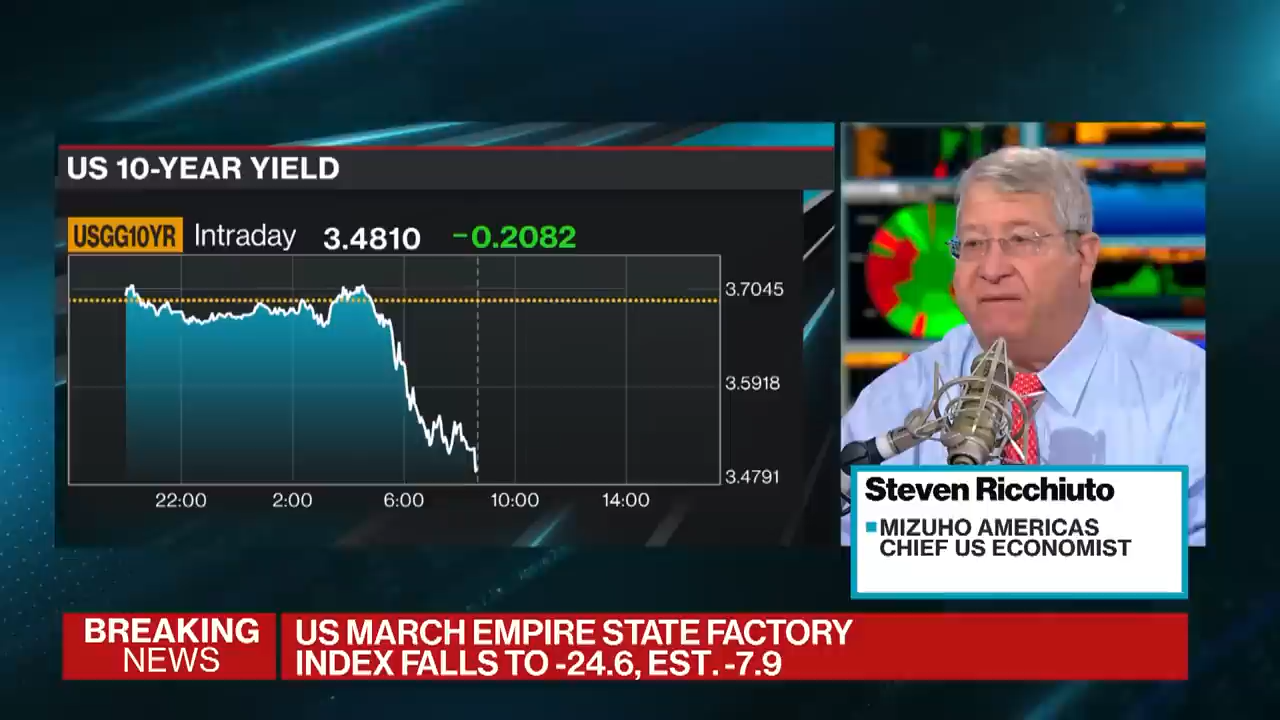 US 10-YEAR YIELD
USGG10YR Intraday 3.4810 -0.2082
3.7045
3.5918
3.4791
22:00 2:00 6:00 10:00 14:00
Steven Ricchiuto
MIZUHO AMERICAS
CHIEF US ECONOMIST
BREAKING
NEWS
US MARCH EMPIRE STATE FACTORY
INDEX FALLS TO -24.6, EST. -7.9